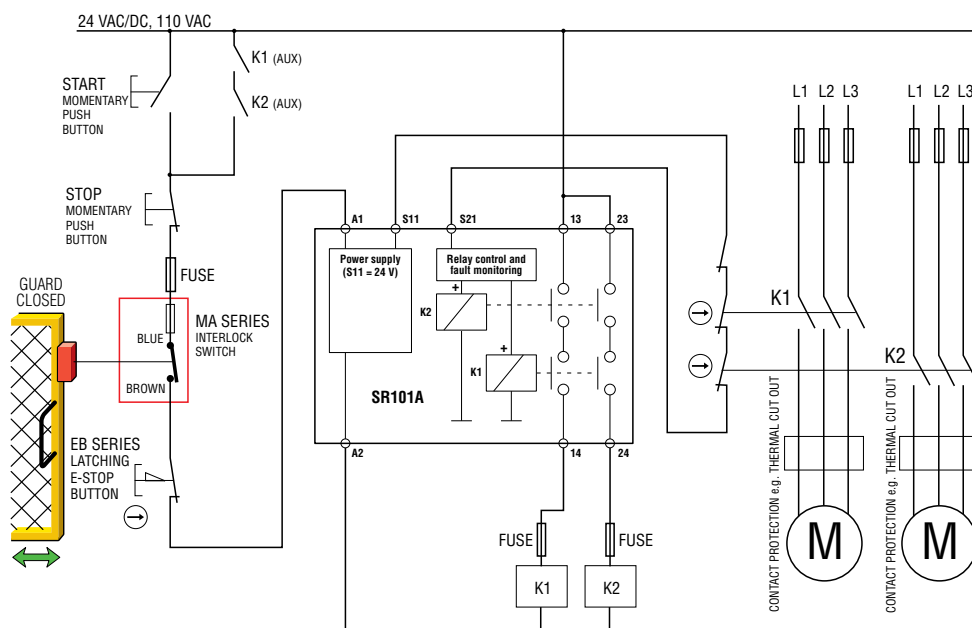 24 VAC/DC, 110 VAC
START
MOMENTARY
PUSH
BUTTON
K1 (AUX)
K2 (AUX)
STOP
MOMENTARY
PUSH
BUTTON
FUSE
GUARD
CLOSED
BLUE
BROWN
MA SERIES
INTERLOCK
SWITCH
EB SERIES
LATCHING
E-STOP
BUTTON
A1
S11
S21
13
23
Power supply
(S11 = 24 V)
Relay control and
fault monitoring
+
K2
+
K1
SR101A
A2
14
24
FUSE
FUSE
K1
K2
L1 L2 L3
L1 L2 L3
K1
K2
CONTACT PROTECTION e.g. THERMAL CUT OUT
M
CONTACT PROTECTION e.g. THERMAL CUT OUT
M